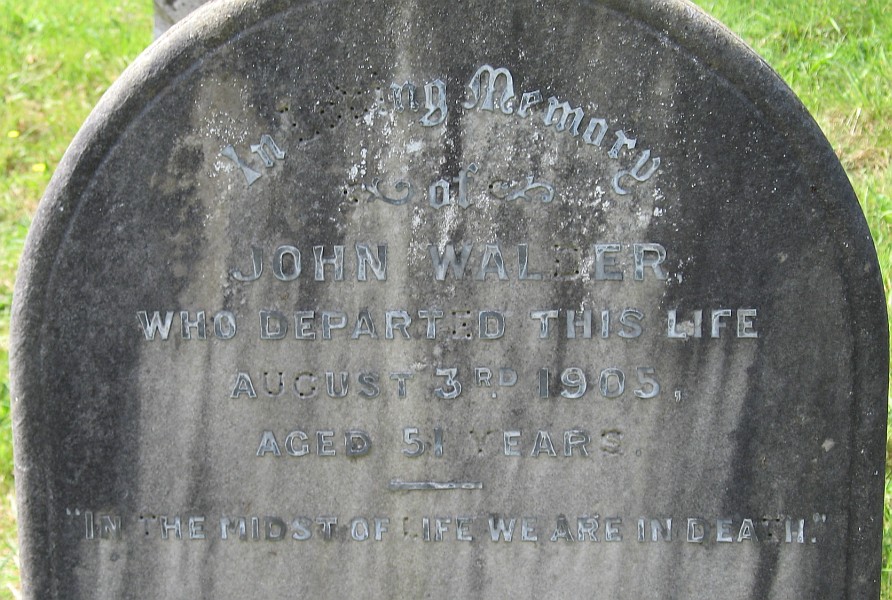 In Loving Memory
of
JOHN WALDER,
WHO DEPARTED THIS LIFE
AUGUST 3RD 1905,
AGED 51 YEARS.
"IN THE MIDST OF LIFE WE ARE IN DEATH."